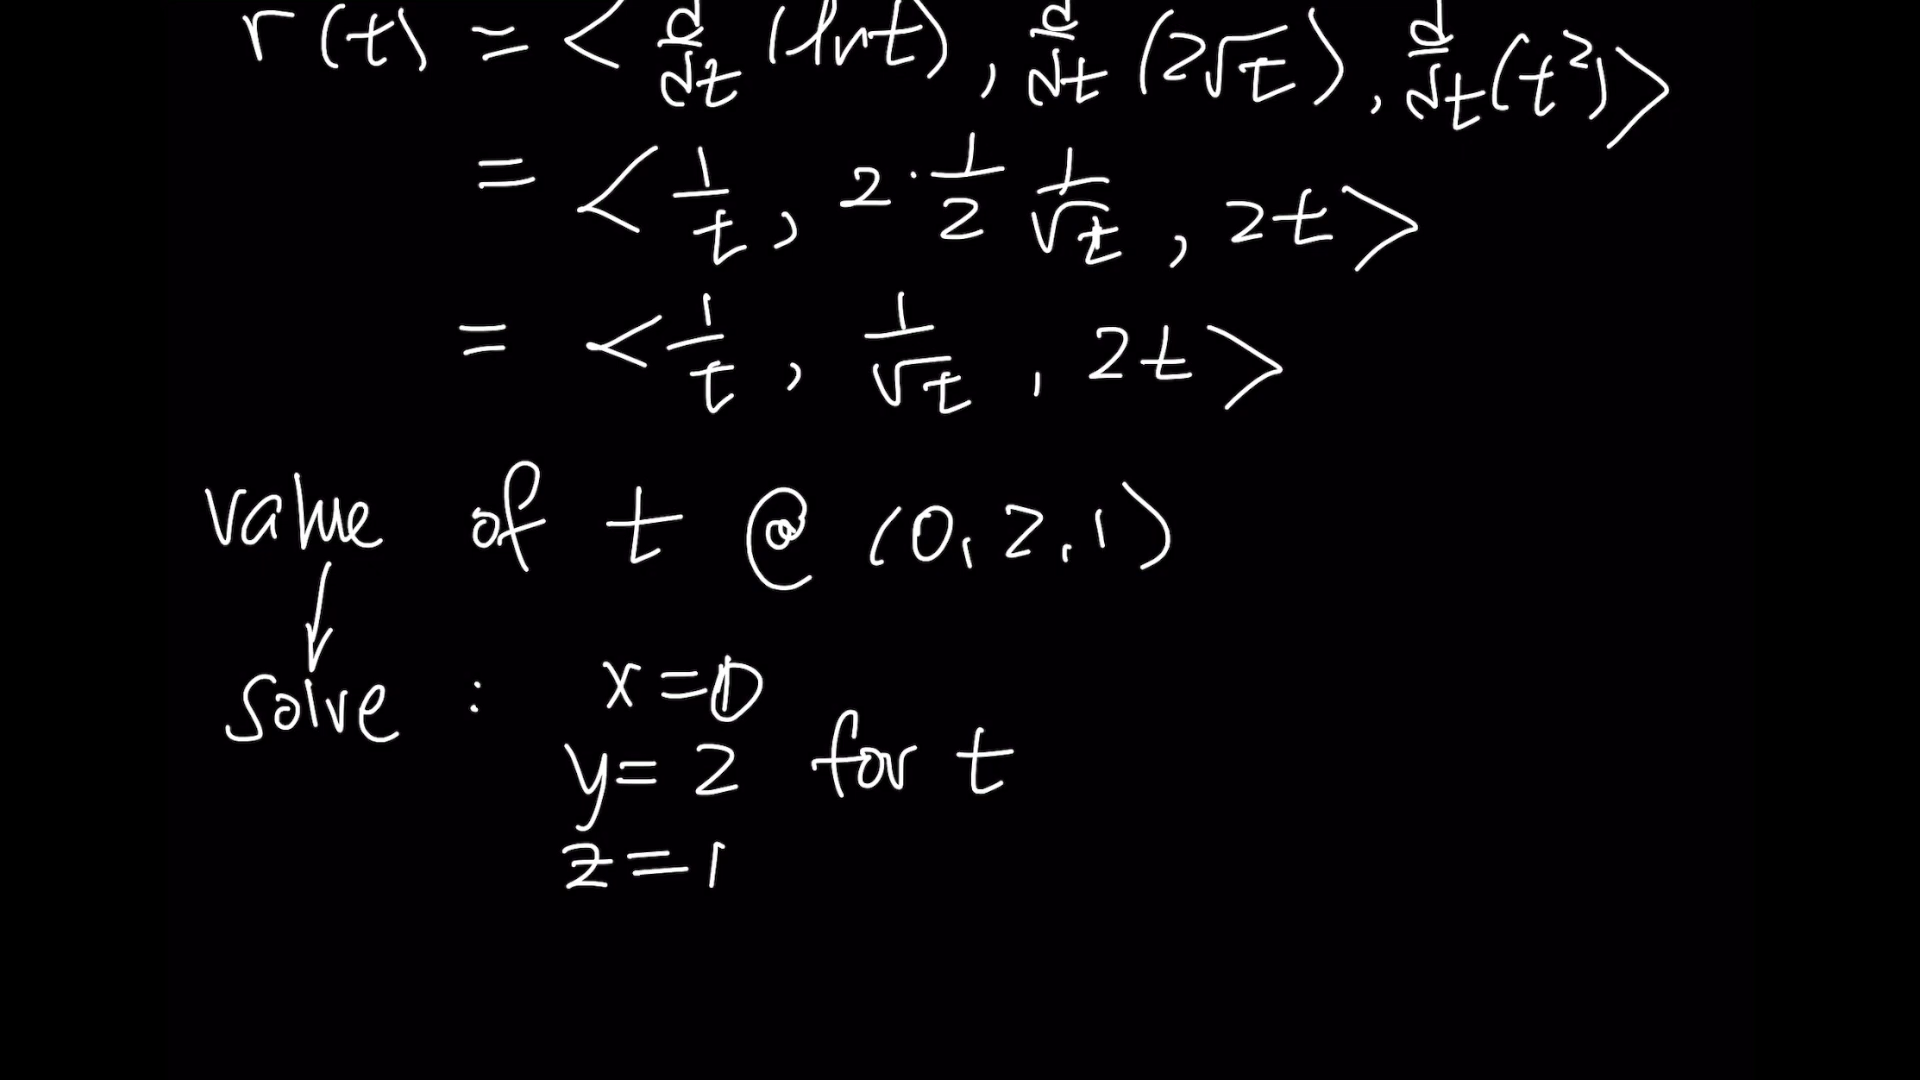 r(t) = < d/dt (ln t), d/dt (2√t), d/dt (t²) >
= < 1/t, 2 · 1/2 1/√t, 2t >
= < 1/t, 1/√t, 2t >
value of t @ (0, 2, 1)
solve : x = 0
y = 2 for t
z = 1